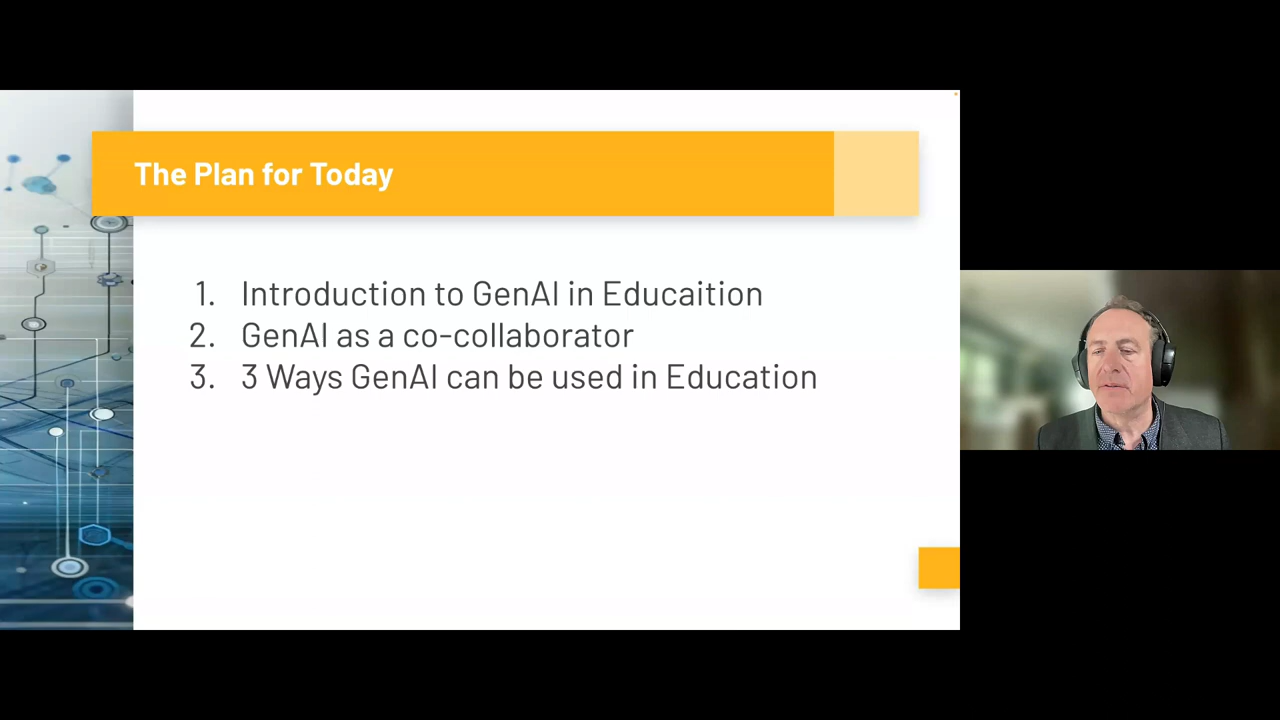 The Plan for Today
1. Introduction to GenAI in Educaition
2. GenAI as a co-collaborator
3. 3 Ways GenAI can be used in Education